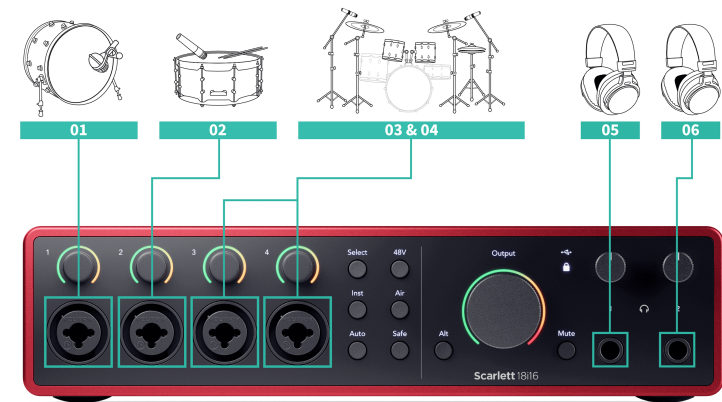 01
02
03 & 04
05
06
1
2
3
4
Select
48V
Inst
Air
Auto
Safe
Output
Alt
Mute
2
Scarlett 18i16